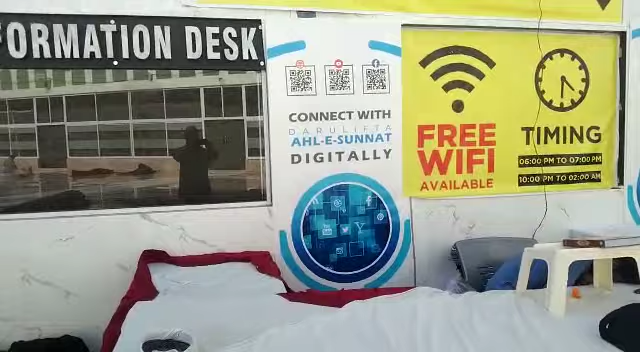 ORMATION DESK
CONNECT WITH
DARULIFTA
AHL-E-SUNNAT
DIGITALLY
FREE
WIFI
AVAILABLE
TIMING
06:00 PM TO 07:00 PM
10:00 PM TO 02:00 AM